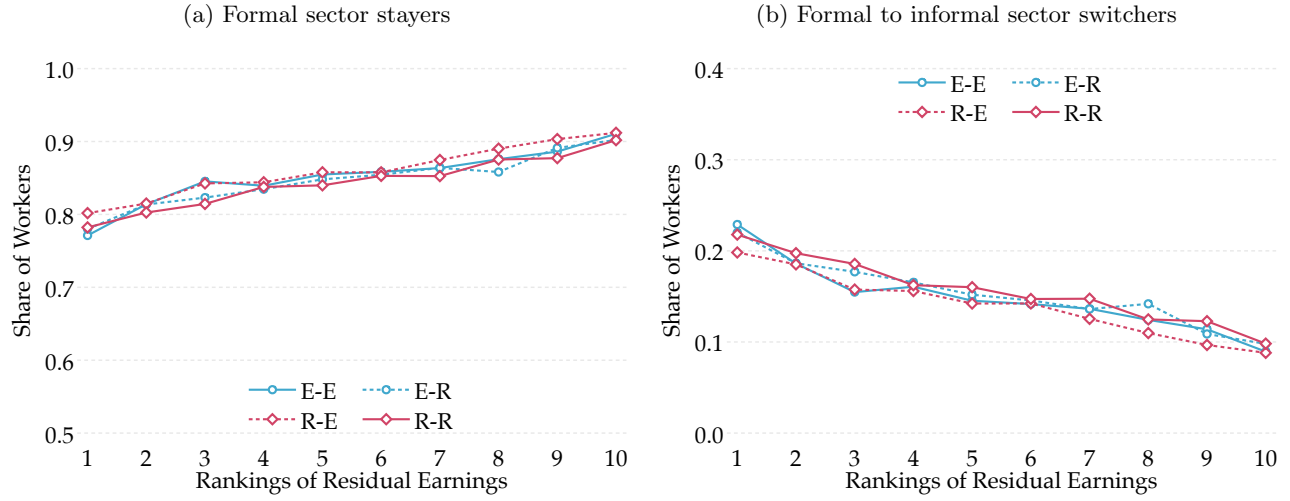 (a) Formal sector stayers
1.0
0.9
0.8
0.7
0.6
0.5
Share of Workers
E-E E-R
R-E R-R
1 2 3 4 5 6 7 8 9 10
Rankings of Residual Earnings
(b) Formal to informal sector switchers
0.4
0.3
0.2
0.1
0.0
Share of Workers
E-E E-R
R-E R-R
1 2 3 4 5 6 7 8 9 10
Rankings of Residual Earnings